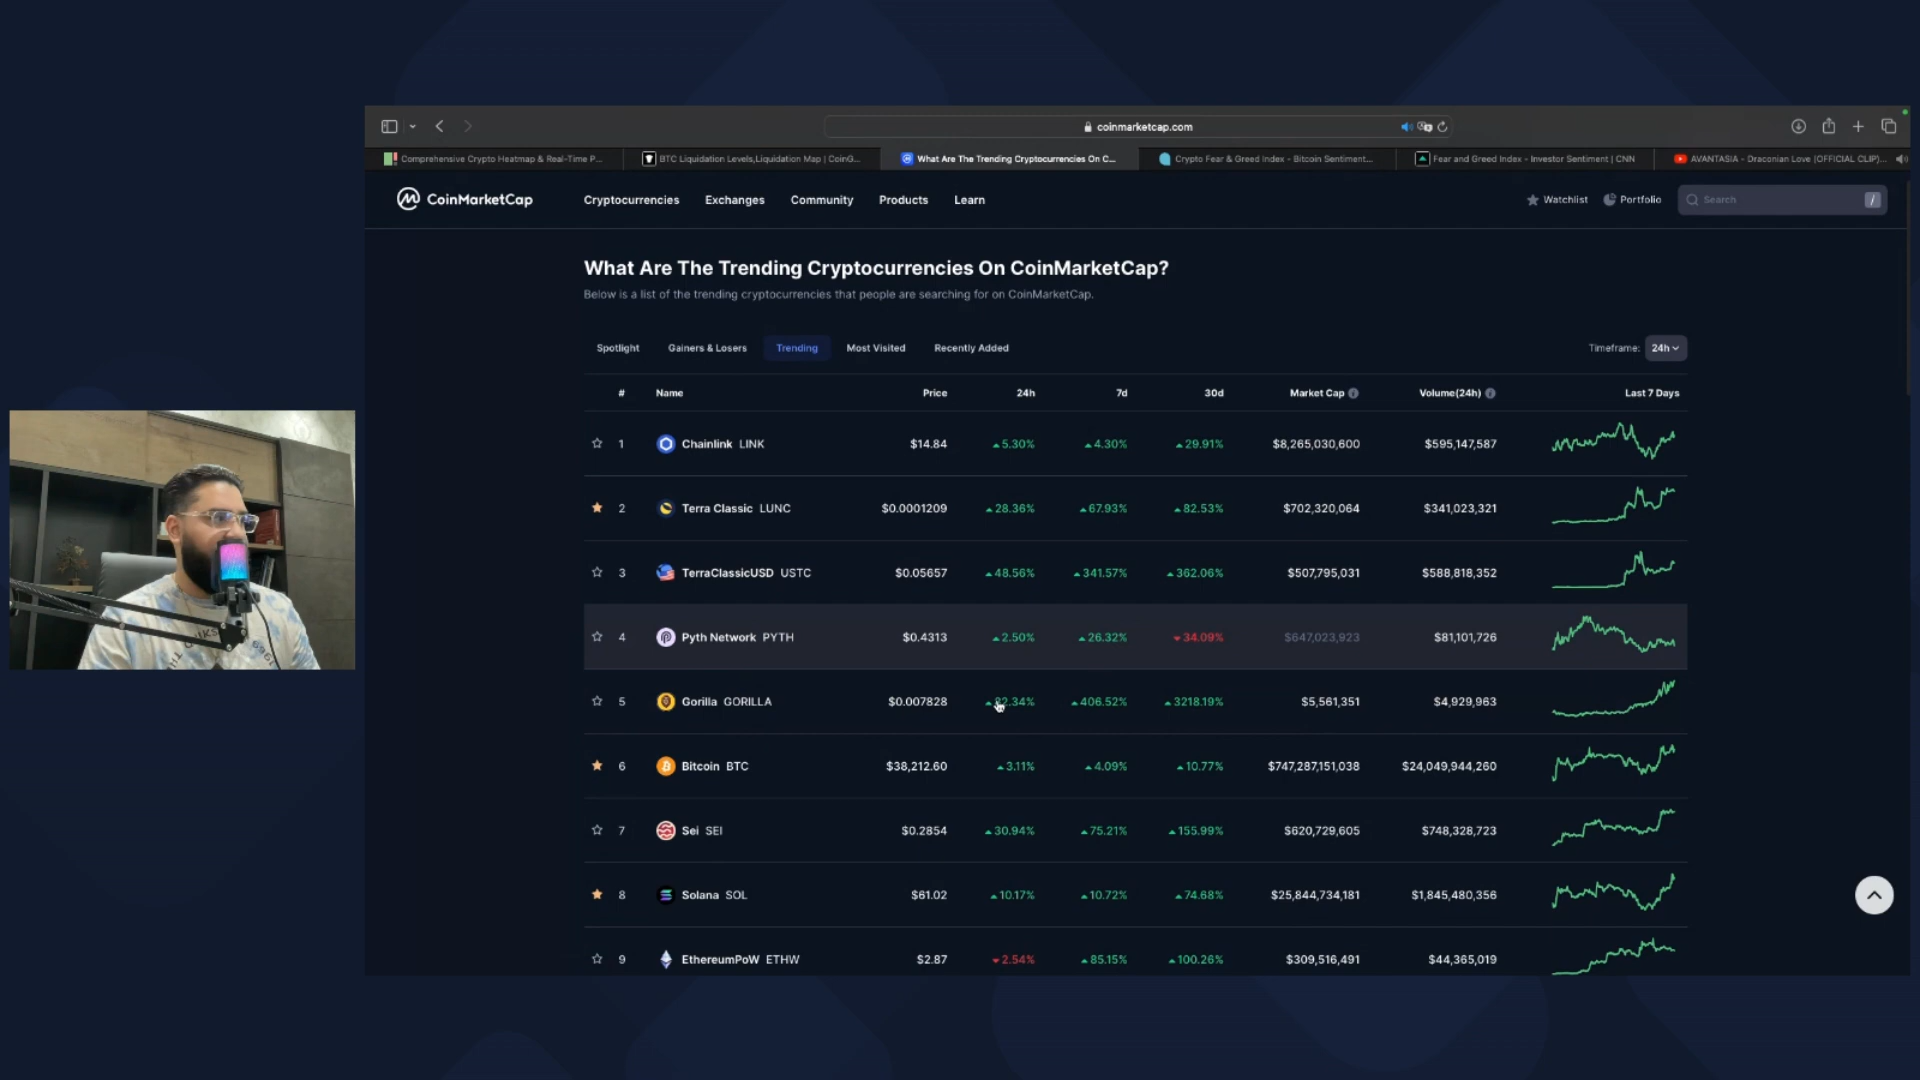 coinmarketcap.com
Comprehensive Crypto Heatmap & Real-Time P...
BTC Liquidation Levels,Liquidation Map | CoinG...
What Are The Trending Cryptocurrencies On C...
Crypto Fear & Greed Index - Bitcoin Sentiment...
Fear and Greed Index - Investor Sentiment | CNN
AVANTASIA - Draconian Love (OFFICIAL CLIP)...
CoinMarketCap Cryptocurrencies Exchanges Community Products Learn Watchlist Portfolio Search /
What Are The Trending Cryptocurrencies On CoinMarketCap?
Below is a list of the trending cryptocurrencies that people are searching for on CoinMarketCap.
Spotlight Gainers & Losers Trending Most Visited Recently Added Timeframe: 24h
# Name Price 24h 7d 30d Market Cap Volume(24h) Last 7 Days
1 Chainlink LINK $14.84 5.30% 4.30% 29.91% $8,265,030,600 $595,147,587
2 Terra Classic LUNC $0.0001209 28.36% 67.93% 82.53% $702,320,064 $341,023,321
3 TerraClassicUSD USTC $0.05657 48.56% 341.57% 362.06% $507,795,031 $588,818,352
4 Pyth Network PYTH $0.4313 2.50% 26.32% 34.09% $647,023,923 $81,101,726
5 Gorilla GORILLA $0.007828 406.52% 3218.19% $5,561,351 $4,929,963
6 Bitcoin BTC $38,212.60 3.11% 4.09% 10.77% $747,287,151,038 $24,049,944,260
7 Sei SEI $0.2854 30.94% 75.21% 155.99% $620,729,605 $748,328,723
8 Solana SOL $61.02 10.17% 10.72% 74.68% $25,844,734,181 $1,845,480,356
9 EthereumPoW ETHW $2.87 2.54% 85.15% 100.26% $309,516,491 $44,365,019